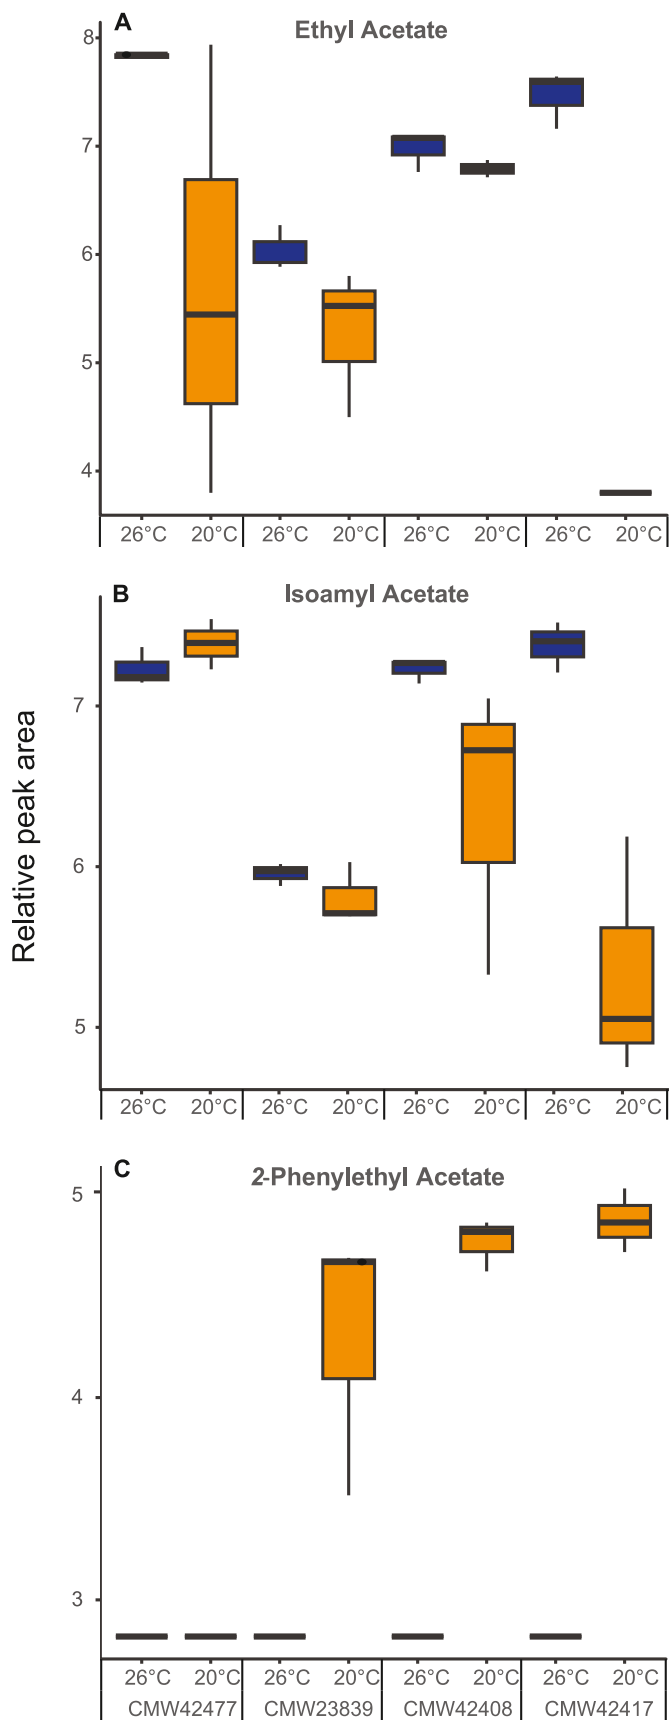 A
Ethyl Acetate
8
7
6
5
4
26°C 20°C 26°C 20°C 26°C 20°C 26°C 20°C
B
Isoamyl Acetate
7
6
5
Relative peak area
26°C 20°C 26°C 20°C 26°C 20°C 26°C 20°C
C
2-Phenylethyl Acetate
5
4
3
26°C 20°C 26°C 20°C 26°C 20°C 26°C 20°C
CMW42477 CMW23839 CMW42408 CMW42417